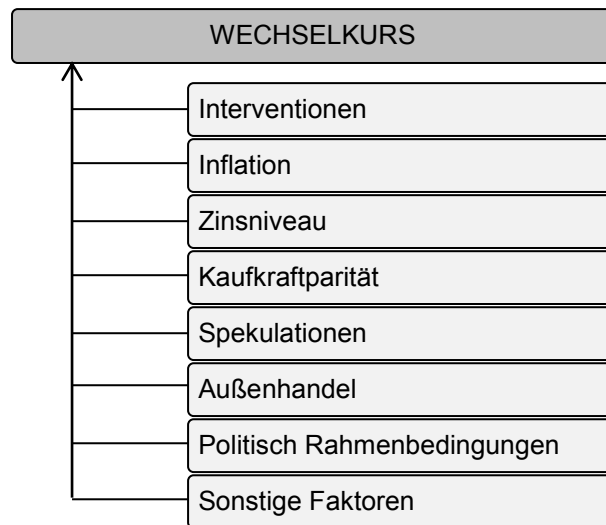 WECHSELKURS
Interventionen
Inflation
Zinsniveau
Kaufkraftparität
Spekulationen
Außenhandel
Politisch Rahmenbedingungen
Sonstige Faktoren